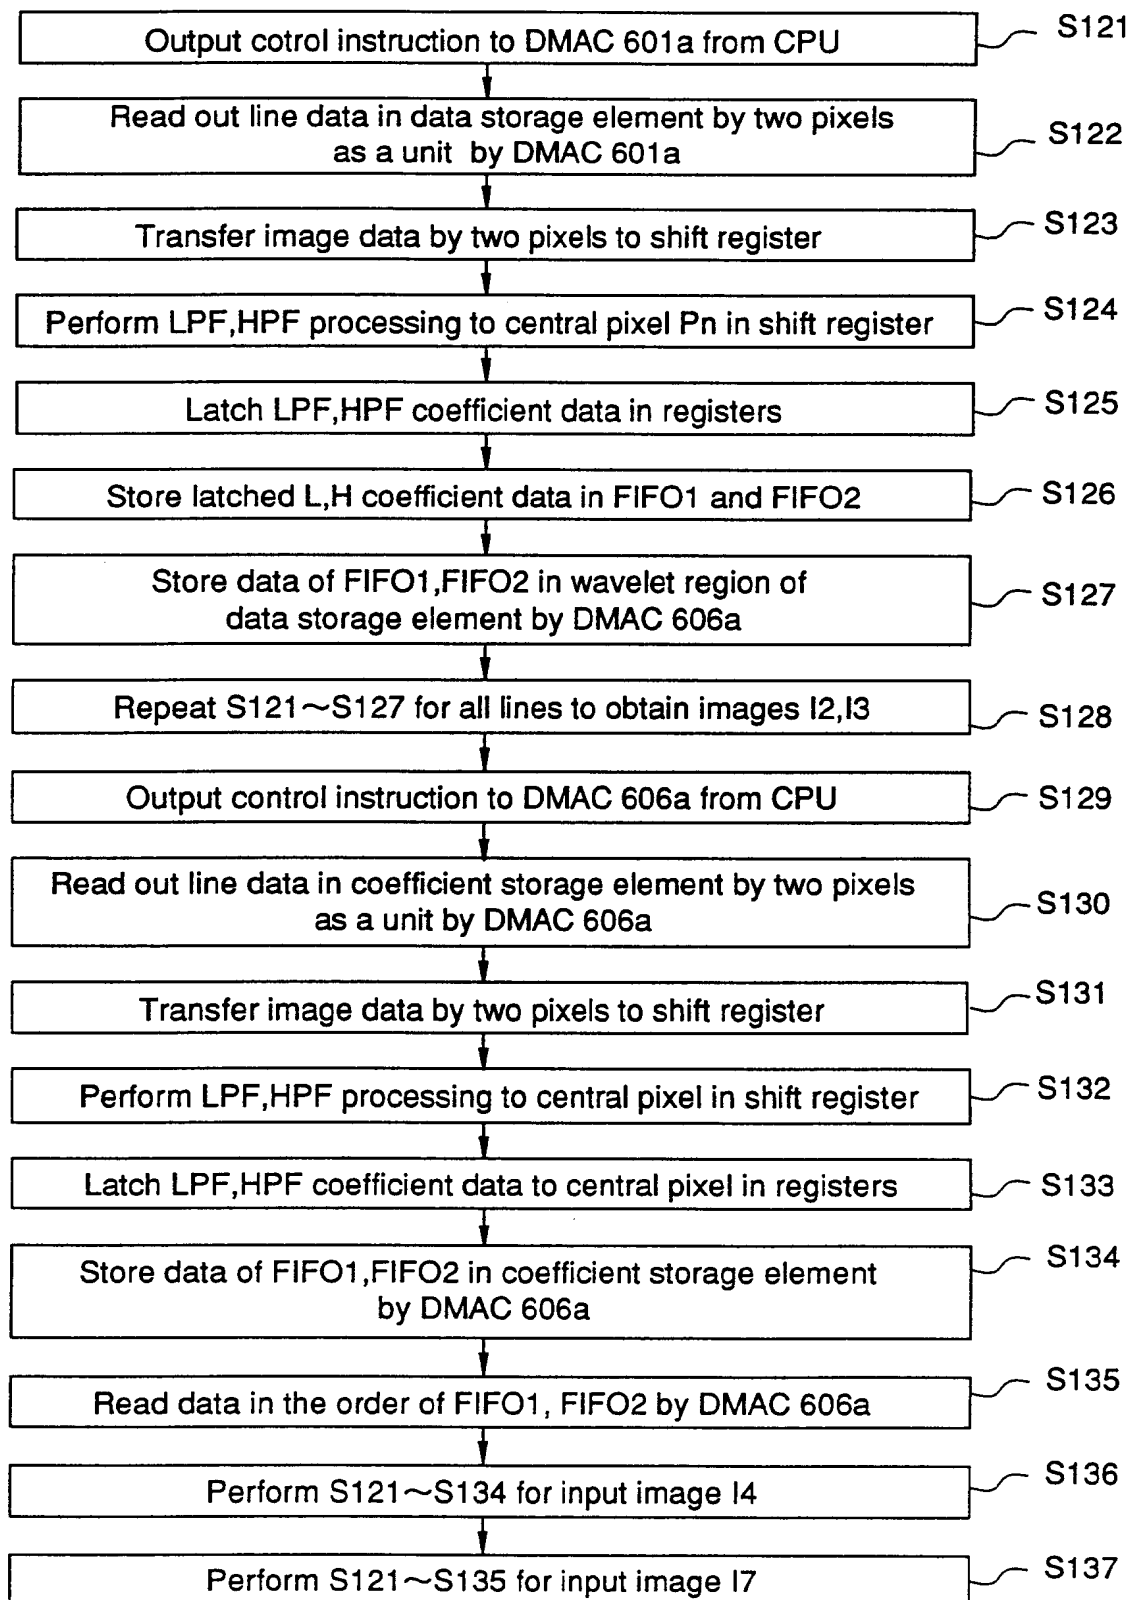 Output cotrol instruction to DMAC 601a from CPU
S121
Read out line data in data storage element by two pixels
as a unit by DMAC 601a
S122
Transfer image data by two pixels to shift register
S123
Perform LPF,HPF processing to central pixel Pn in shift register
S124
Latch LPF,HPF coefficient data in registers
S125
Store latched L,H coefficient data in FIFO1 and FIFO2
S126
Store data of FIFO1,FIFO2 in wavelet region of
data storage element by DMAC 606a
S127
Repeat S121~S127 for all lines to obtain images I2,I3
S128
Output control instruction to DMAC 606a from CPU
S129
Read out line data in coefficient storage element by two pixels
as a unit by DMAC 606a
S130
Transfer image data by two pixels to shift register
S131
Perform LPF,HPF processing to central pixel in shift register
S132
Latch LPF,HPF coefficient data to central pixel in registers
S133
Store data of FIFO1,FIFO2 in coefficient storage element
by DMAC 606a
S134
Read data in the order of FIFO1, FIFO2 by DMAC 606a
S135
Perform S121~S134 for input image I4
S136
Perform S121~S135 for input image I7
S137